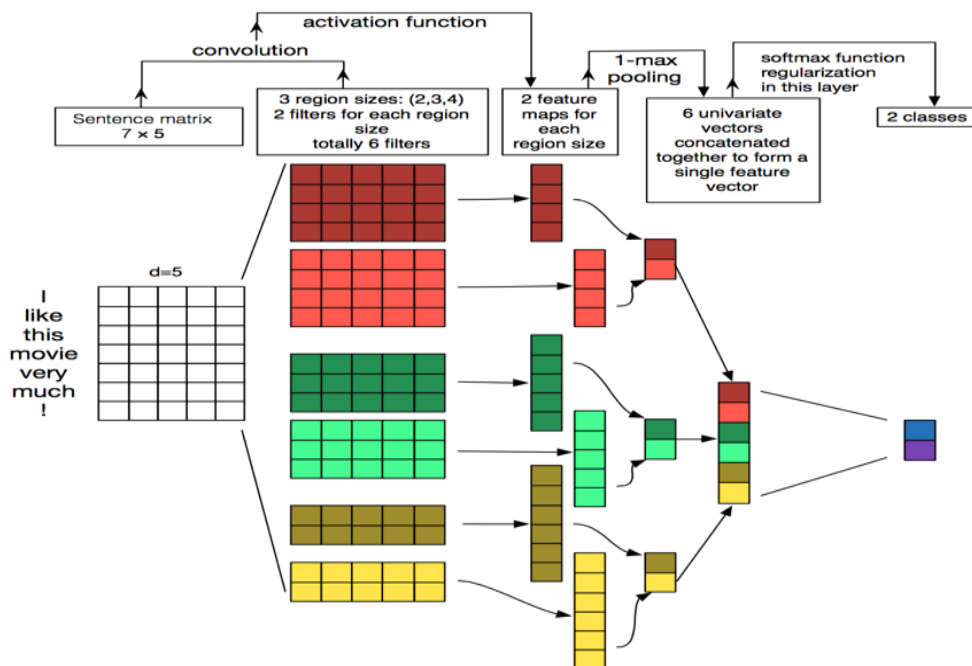 activation function
convolution
1-max
pooling
softmax function
regularization
in this layer
Sentence matrix
7 × 5
3 region sizes: (2,3,4)
2 filters for each region
size
totally 6 filters
2 feature
maps for
each
region size
6 univariate
vectors
concatenated
together to form a
single feature
vector
2 classes
d=5
I
like
this
movie
very
much
!